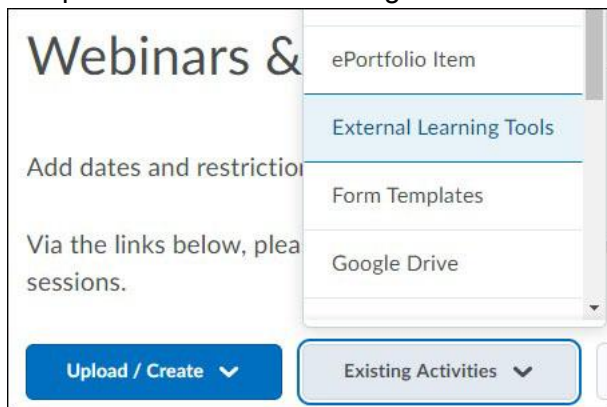 Webinars &
ePortfolio Item
External Learning Tools
Add dates and restriction
Form Templates
Via the links below, plea
Google Drive
sessions.
Upload / Create
Existing Activities